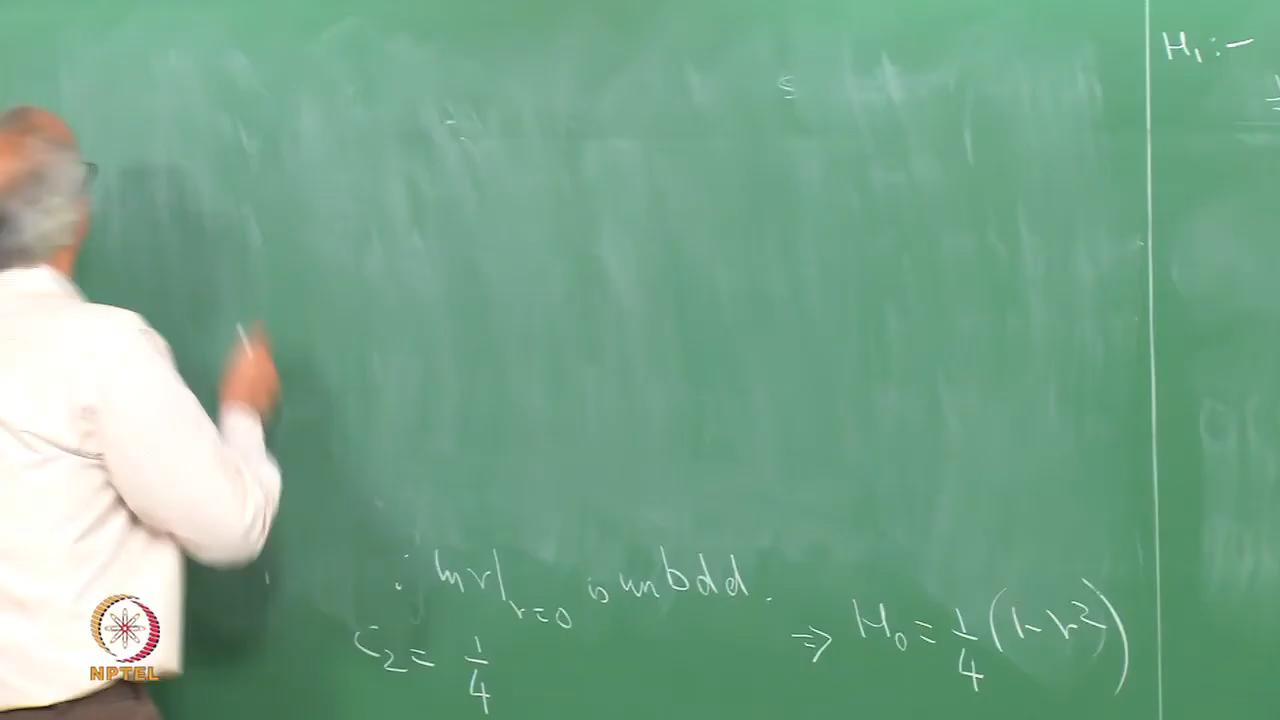 H₁ :-
ln r|ᵣ₌₀ is unbdd.
C₂ = 1/4
⇒ H₀ = 1/4 (1 - r²)
NPTEL